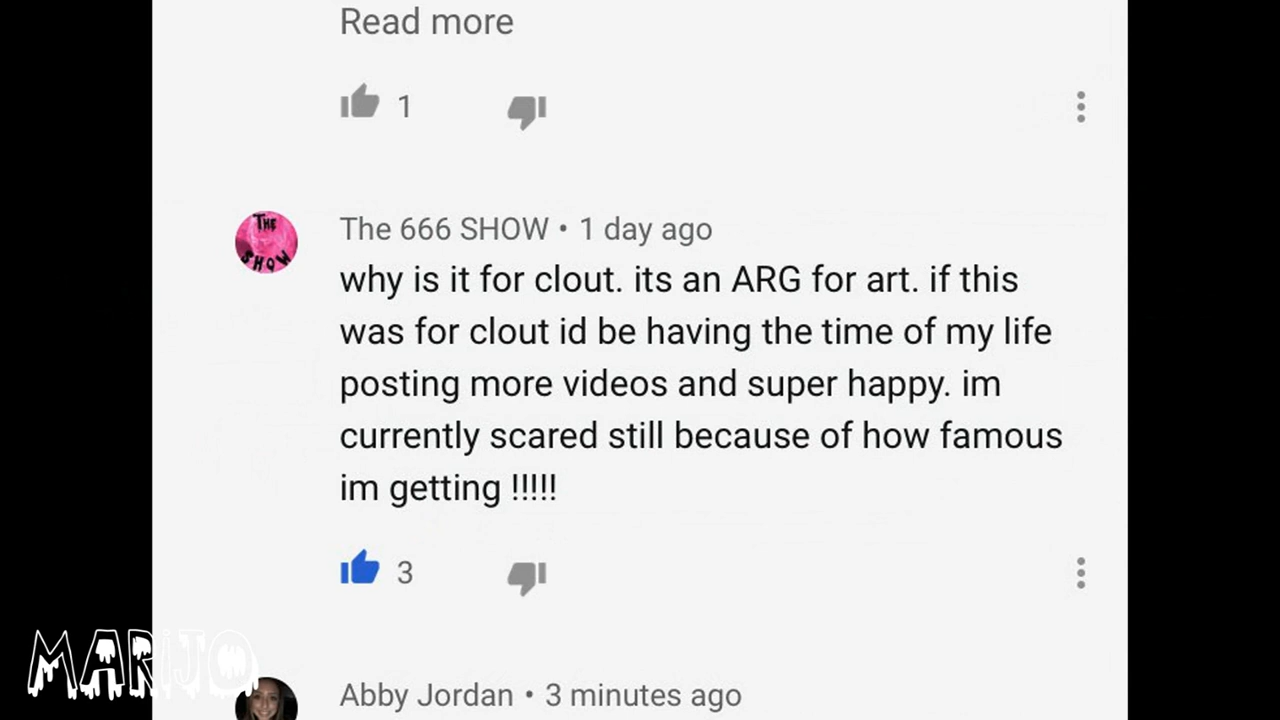 Read more
1
THE
SHOW
The 666 SHOW • 1 day ago
why is it for clout. its an ARG for art. if this
was for clout id be having the time of my life
posting more videos and super happy. im
currently scared still because of how famous
im getting !!!!!
3
MARIJO
Abby Jordan • 3 minutes ago